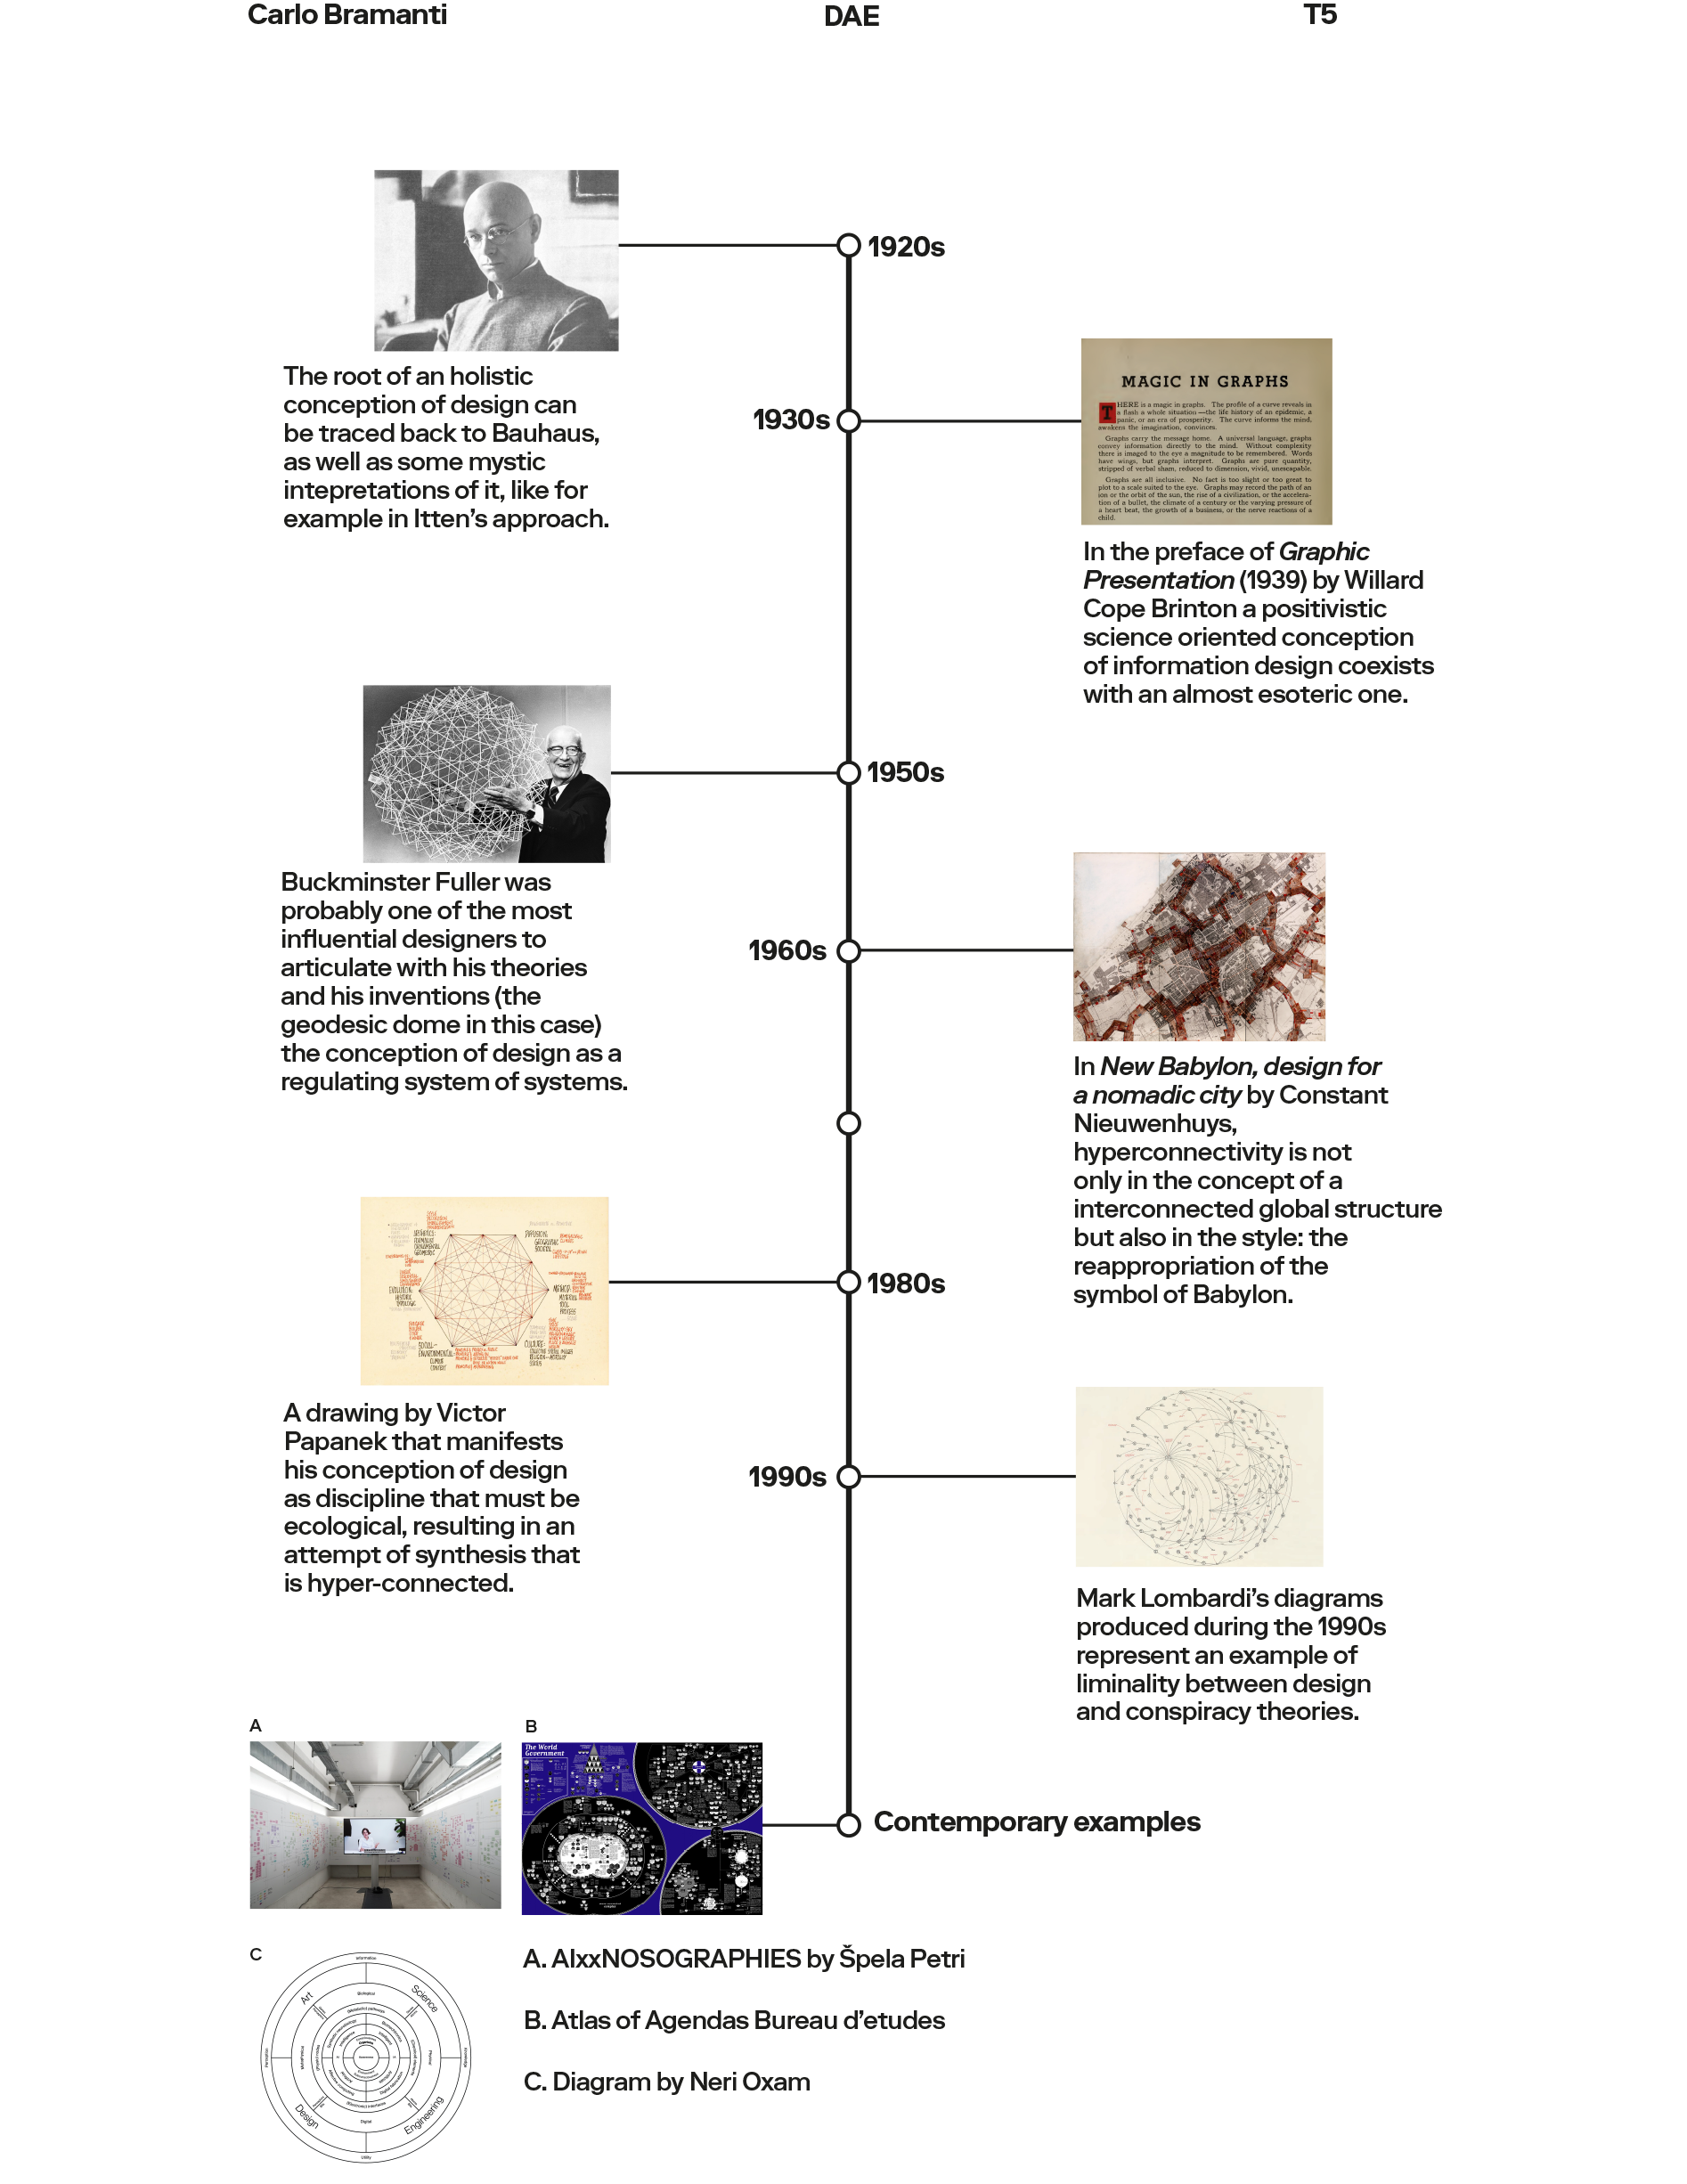 Carlo Bramanti
DAE
T5
1920s
The root of an holistic
conception of design can
be traced back to Bauhaus,
as well as some mystic
intepretations of it, like for
example in Itten's approach.
1930s
MAGIC IN GRAPHS
THERE is a magic in graphs. The profile of a curve reveals in
a flash a whole situation—the life history of an epidemic, a
panic, or an era of prosperity. The curve informs the mind,
awakens the imagination, convinces.
Graphs carry the message home. A universal language, graphs
convey information directly to the mind. Without complexity
there is imaged to the eye a magnitude to be remembered. Words
have wings, but graphs interpret. Graphs are pure quantity,
stripped of verbal sham, reduced to dimension, vivid, unescapable.
Graphs are all inclusive. No fact is too slight or too great to
plot to a scale suited to the eye. Graphs may record the path of an
ion or the orbit of the sun, the rise of a civilization, or the accelera-
tion of a bullet, the climate of a century or the varying pressure of
a heart beat, the growth of a business, or the nerve reactions of a
child.
In the preface of Graphic
Presentation (1939) by Willard
Cope Brinton a positivistic
science oriented conception
of information design coexists
with an almost esoteric one.
1950s
Buckminster Fuller was
probably one of the most
influential designers to
articulate with his theories
and his inventions (the
geodesic dome in this case)
the conception of design as a
regulating system of systems.
1960s
In New Babylon, design for
a nomadic city by Constant
Nieuwenhuys,
hyperconnectivity is not
only in the concept of a
interconnected global structure
but also in the style: the
reappropriation of the
symbol of Babylon.
1980s
A drawing by Victor
Papanek that manifests
his conception of design
as discipline that must be
ecological, resulting in an
attempt of synthesis that
is hyper-connected.
1990s
Mark Lombardi's diagrams
produced during the 1990s
represent an example of
liminality between design
and conspiracy theories.
A
B
The World
Government
Contemporary examples
C
Information
Art
Science
Biological
Knowledge
Physical
Design
Engineering
Digital
Utility
A. AIxxNOSOGRAPHIES by Špela Petri
B. Atlas of Agendas Bureau d'etudes
C. Diagram by Neri Oxam